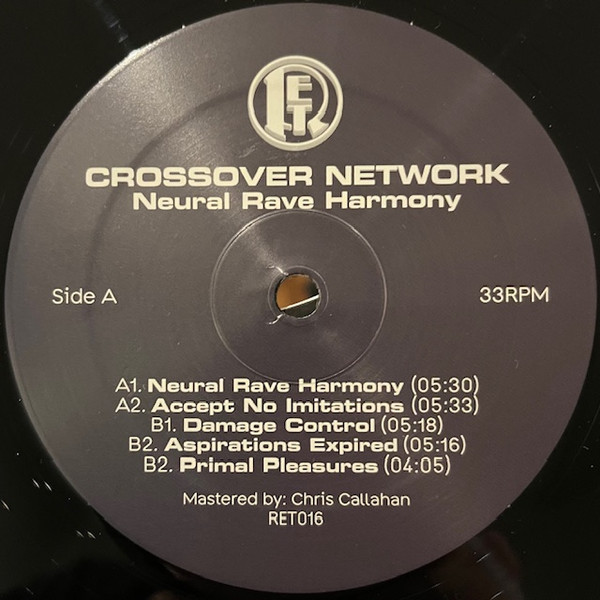 RET
CROSSOVER NETWORK
Neural Rave Harmony
Side A
33RPM
A1. Neural Rave Harmony (05:30)
A2. Accept No Imitations (05:33)
B1. Damage Control (05:18)
B2. Aspirations Expired (05:16)
B2. Primal Pleasures (04:05)
Mastered by: Chris Callahan
RET016